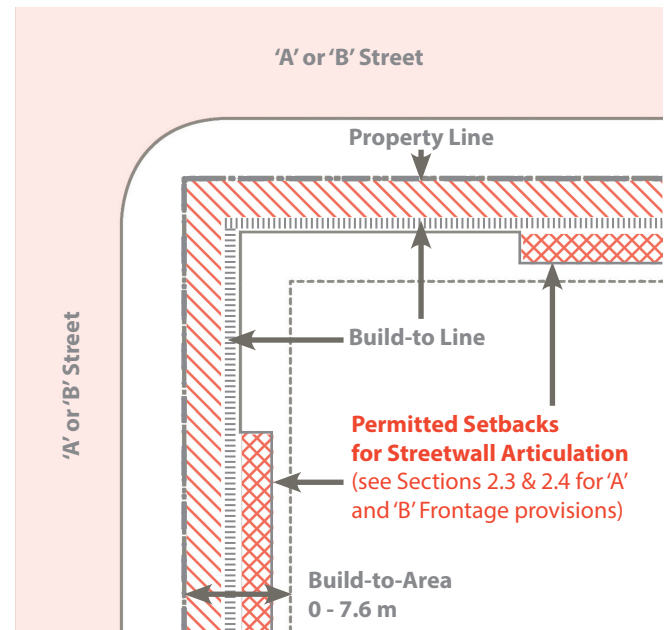 ‘A’ or ‘B’ Street
Property Line
Build-to Line
‘A’ or ‘B’ Street
Permitted Setbacks
for Streetwall Articulation
(see Sections 2.3 & 2.4 for ‘A’
and ‘B’ Frontage provisions)
Build-to-Area
0 - 7.6 m